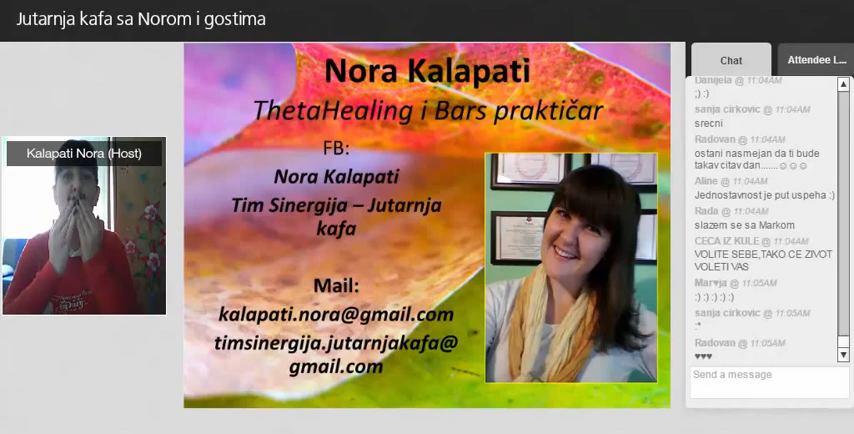 Jutarnja kafa sa Norom i gostima
Kalapati Nora (Host)
Nora Kalapati
ThetaHealing i Bars praktičar
FB:
Nora Kalapati
Tim Sinergija – Jutarnja
kafa
Mail:
kalapati.nora@gmail.com
timsinergija.jutarnjakafa@
gmail.com
Chat
Attendee L...
Danijela @ 11:04AM
;) :)
sanja cirkovic @ 11:04AM
srecni
Radovan @ 11:04AM
ostani nasmejan da ti bude
takav citav dan.......☺☺☺
Aline @ 11:04AM
Jednostavnost je put uspeha :)
Rada @ 11:04AM
slazem se sa Markom
CECA IZ KULE @ 11:04AM
VOLITE SEBE,TAKO CE ZIVOT
VOLETI VAS
Mar♥ja @ 11:05AM
:) :) :) :) :)
sanja cirkovic @ 11:05AM
:*
Radovan @ 11:05AM
♥♥♥
Send a message